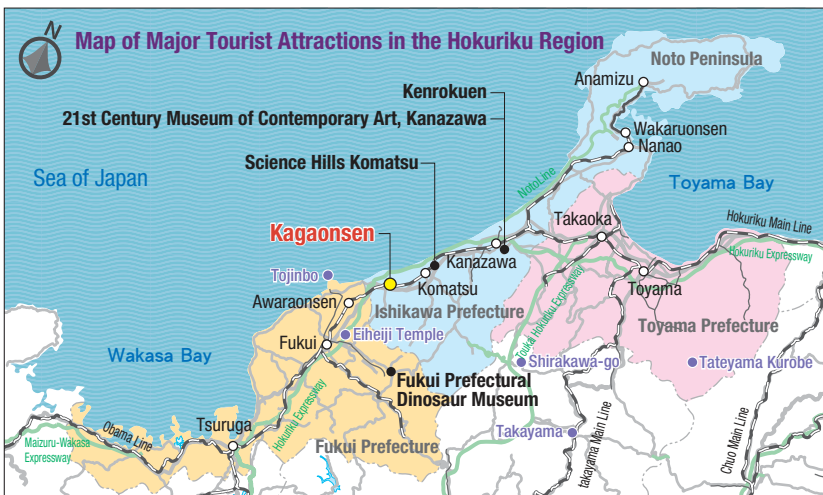 N
Map of Major Tourist Attractions in the Hokuriku Region
Noto Peninsula
Anamizu
Kenrokuen
21st Century Museum of Contemporary Art, Kanazawa
Wakaruonsen
Nanao
Science Hills Komatsu
Sea of Japan
NotoLine
Toyama Bay
Takaoka
Hokuriku Main Line
Kagaonsen
Hokuriku Expressway
Kanazawa
Tojinbo
Komatsu
Toyama
Awaraonsen
Ishikawa Prefecture
Toukai Hokuriku Expressway
Toyama Prefecture
Eiheiji Temple
Fukui
Wakasa Bay
Shirakawa-go
Tateyama Kurobe
Fukui Prefectural
Dinosaur Museum
Hokuriku Expressway
Tsuruga
Takayama
Obama Line
Maizuru-Wakasa
Expressway
Fukui Prefecture
takayama Main Line
Chuo Main Line